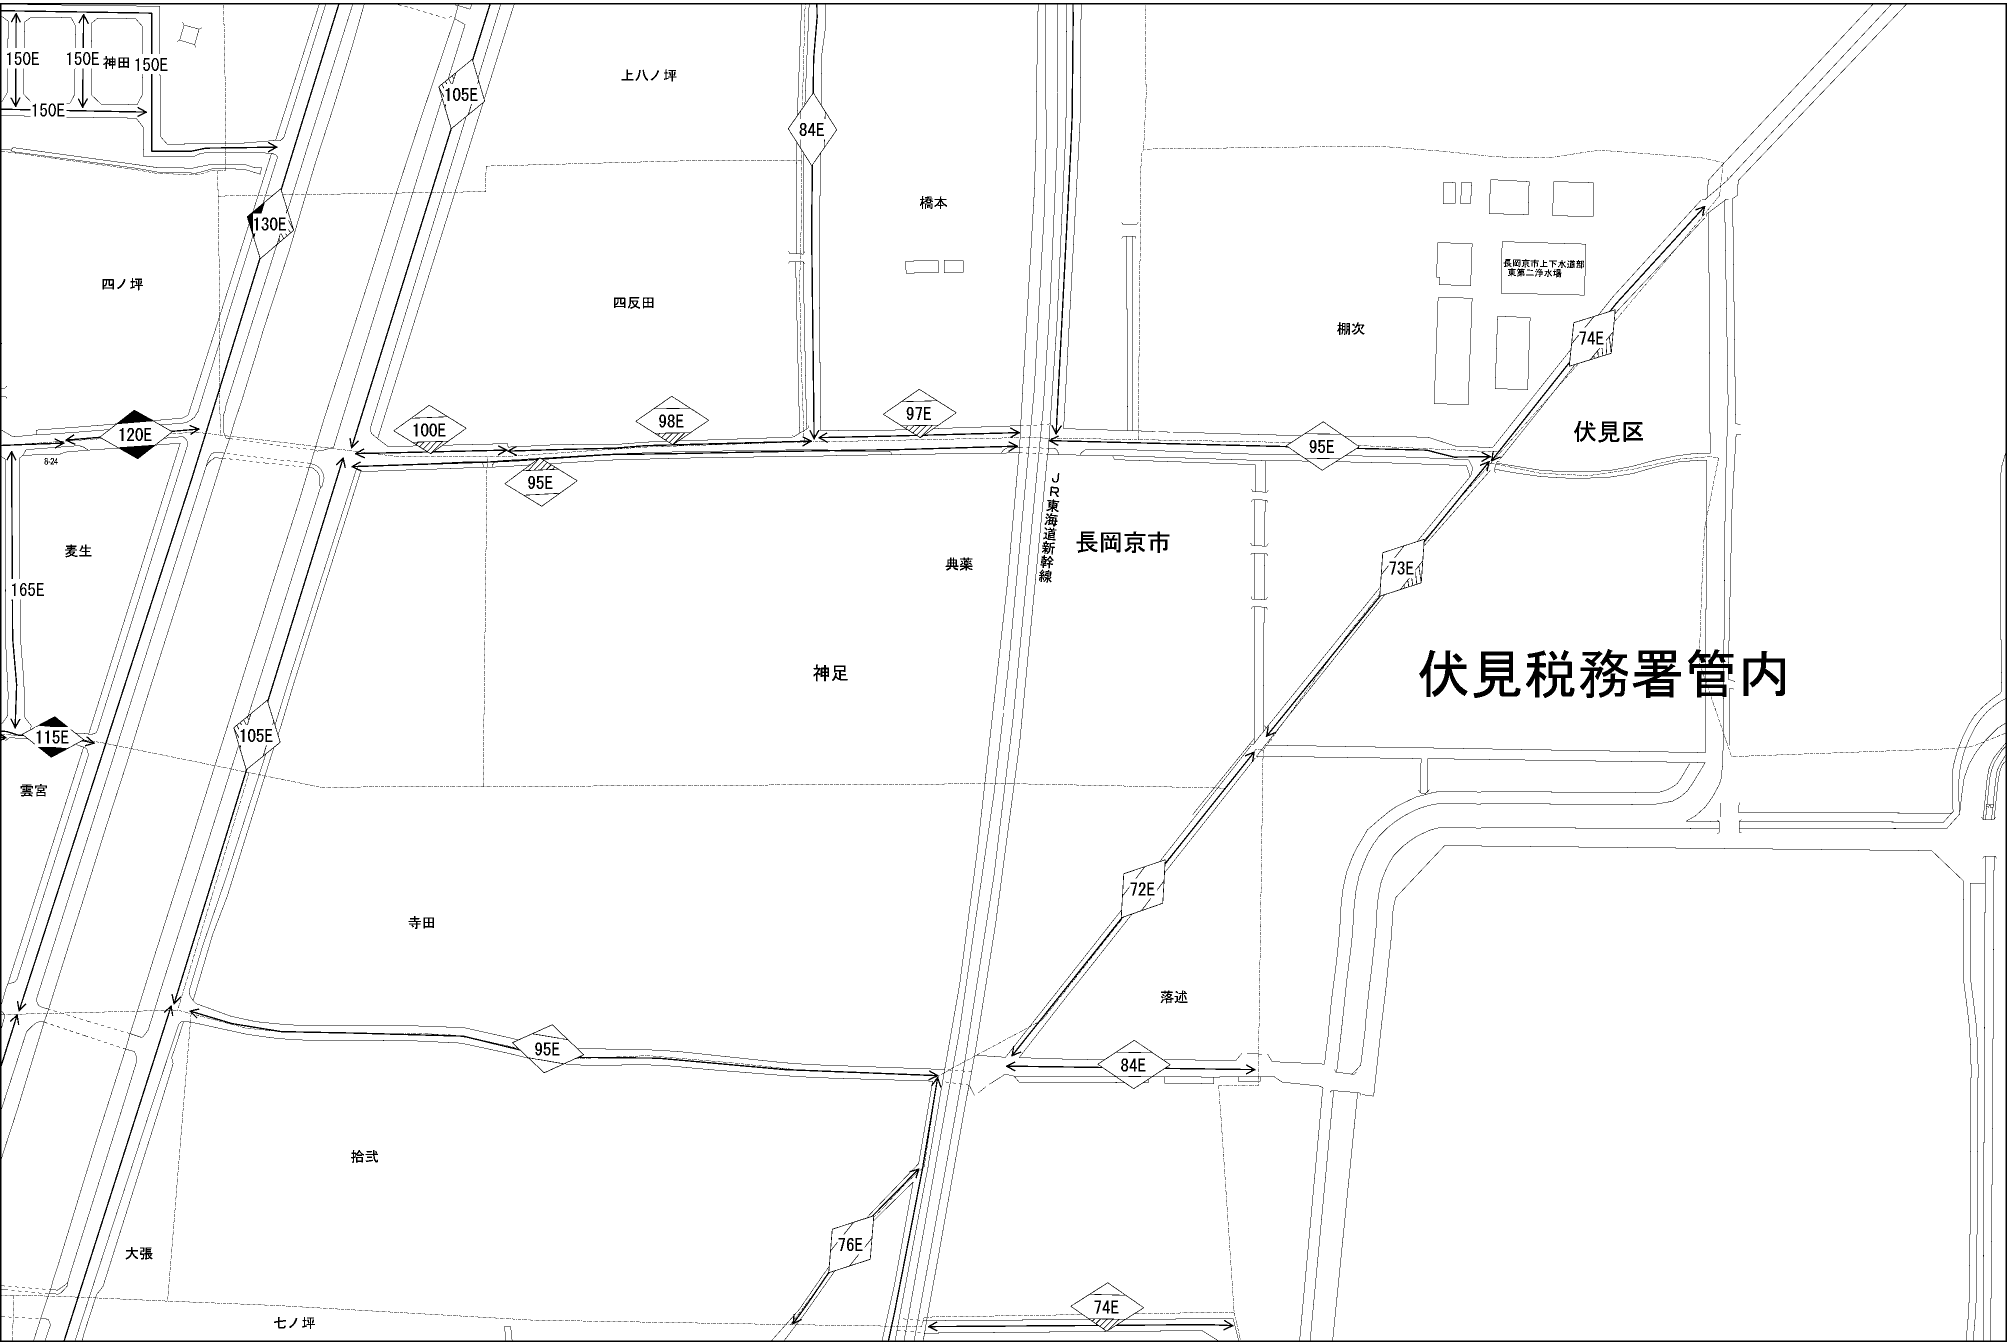 150E
150E
神田
150E
150E
105E
上八ノ坪
84E
130E
橋本
四ノ坪
四反田
長岡京市上下水道部
東第二浄水場
棚次
74E
120E
8-24
100E
98E
97E
95E
95E
伏見区
JR東海道新幹線
長岡京市
麦生
165E
典薬
73E
神足
伏見税務署管内
105E
115E
雲宮
72E
寺田
落述
95E
84E
拾弐
大張
76E
74E
七ノ坪